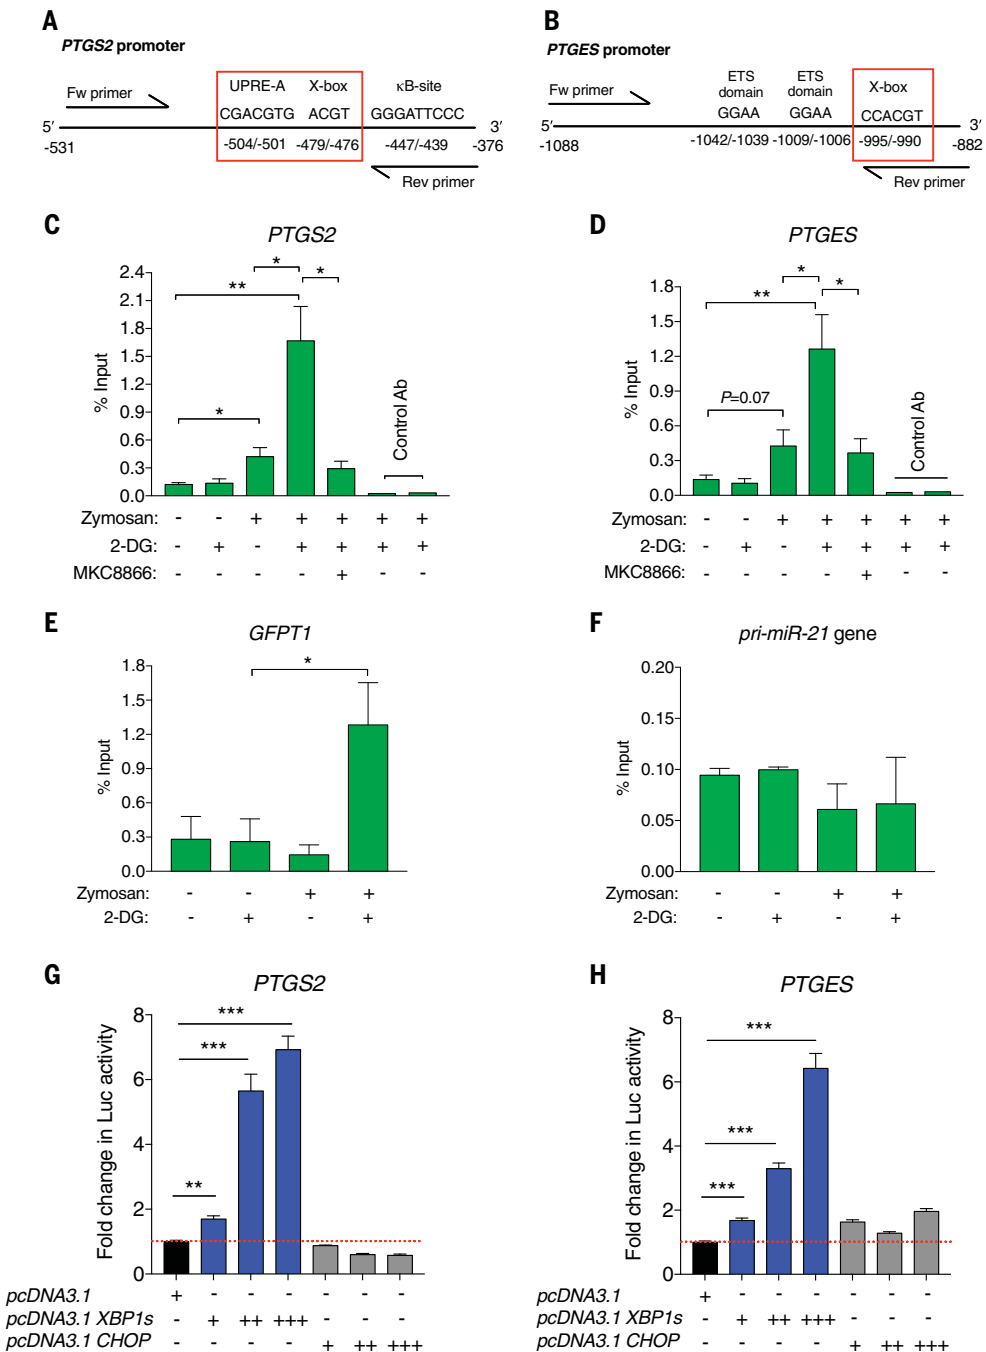 A
PTGS2 promoter
Fw primer
UPRE-A X-box κB-site
CGACGTG ACGT GGGATTCCC
5′ 3′
-531 -504/-501 -479/-476 -447/-439 -376
Rev primer
B
PTGES promoter
Fw primer
ETS domain ETS domain X-box
GGAA GGAA CCACGT
5′ 3′
-1088 -1042/-1039 -1009/-1006 -995/-990 -882
Rev primer
C
PTGS2
% Input
2.4
2.1
1.8
1.5
1.2
0.9
0.6
0.3
0.0
* ** * *
Control Ab
Zymosan: - - + + + + +
2-DG: - + - + + + +
MKC8866: - - - - + - -
D
PTGES
% Input
1.8
1.5
1.2
0.9
0.6
0.3
0.0
P=0.07 ** * *
Control Ab
Zymosan: - - + + + + +
2-DG: - + - + + + +
MKC8866: - - - - + - -
E
GFPT1
% Input
1.8
1.5
1.2
0.9
0.6
0.3
0.0
*
Zymosan: - - + +
2-DG: - + - +
F
pri-miR-21 gene
% Input
0.20
0.15
0.10
0.05
0.00
Zymosan: - - + +
2-DG: - + - +
G
PTGS2
Fold change in Luc activity
8
6
4
2
0
** *** ***
pcDNA3.1 + - - - - - -
pcDNA3.1 XBP1s - + ++ +++ - - -
pcDNA3.1 CHOP - - - - + ++ +++
H
PTGES
Fold change in Luc activity
8
6
4
2
0
*** *** ***
pcDNA3.1 + - - - - - -
pcDNA3.1 XBP1s - + ++ +++ - - -
pcDNA3.1 CHOP - - - - + ++ +++